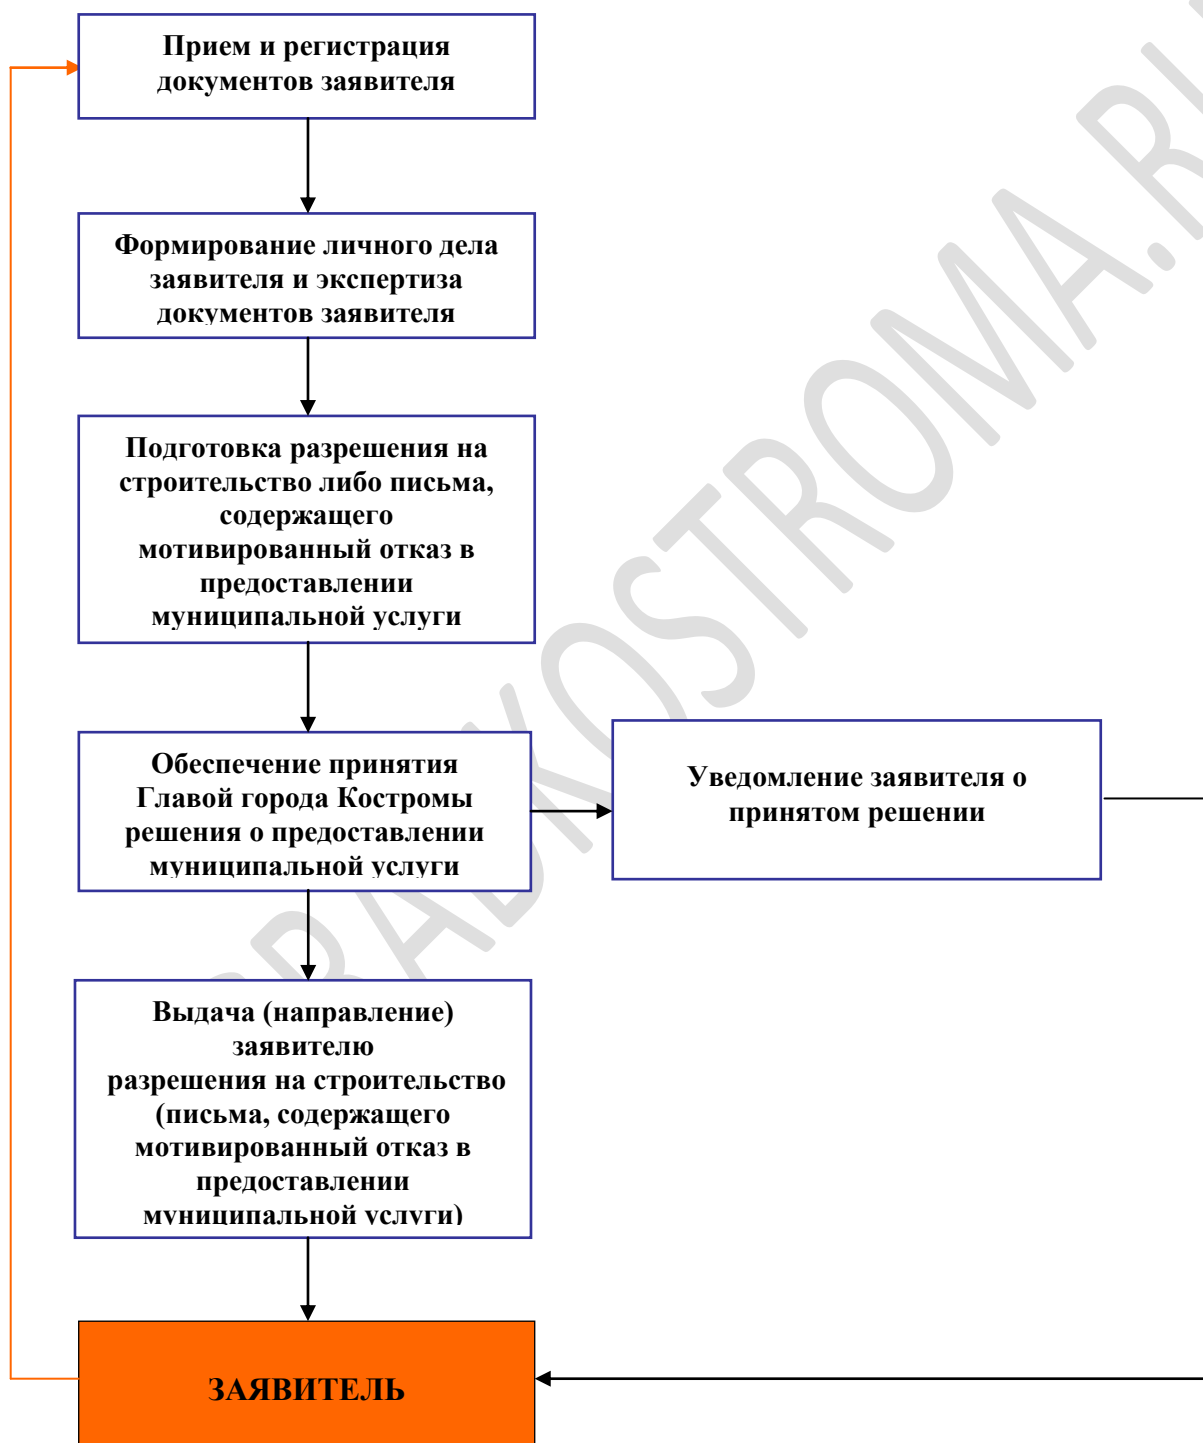 Прием и регистрация
документов заявителя
Формирование личного дела
заявителя и экспертиза
документов заявителя
Подготовка разрешения на
строительство либо письма,
содержащего
мотивированный отказ в
предоставлении
муниципальной услуги
Обеспечение принятия
Главой города Костромы
решения о предоставлении
муниципальной услуги
Уведомление заявителя о
принятом решении
Выдача (направление)
заявителю
разрешения на строительство
(письма, содержащего
мотивированный отказ в
предоставлении
муниципальной услуги)
ЗАЯВИТЕЛЬ
GRADKOSTROMA.RU